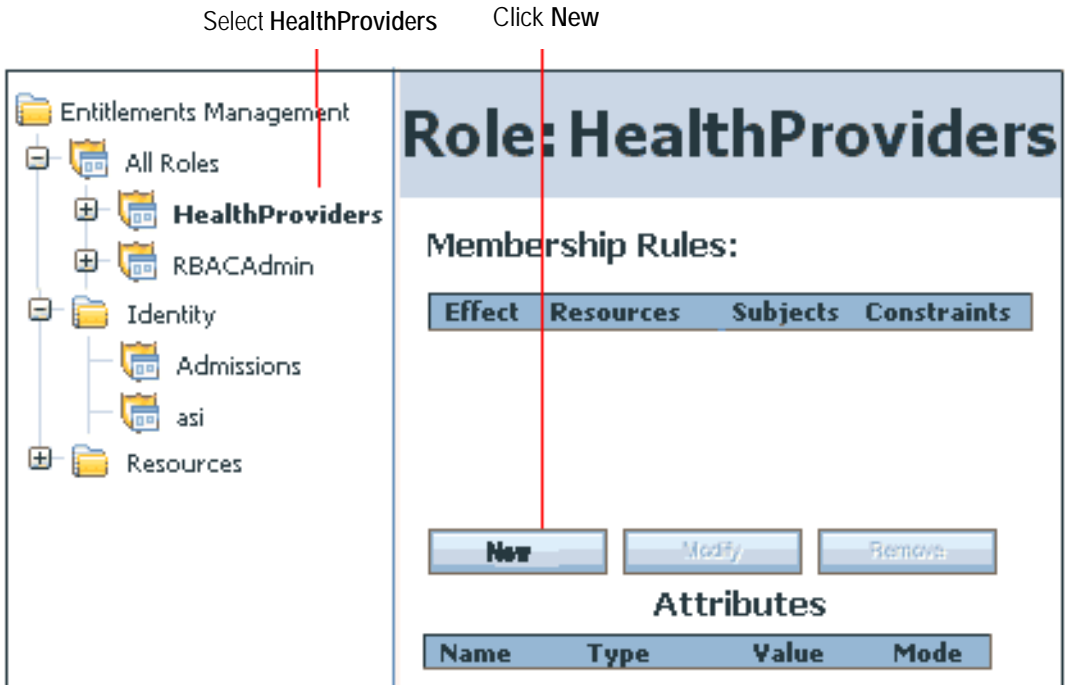 Select HealthProviders
Click New
Entitlements Management
All Roles
HealthProviders
RBACAdmin
Identity
Admissions
asi
Resources
Role: HealthProviders
Membership Rules:
Effect Resources Subjects Constraints
New Modify Remove
Attributes
Name Type Value Mode